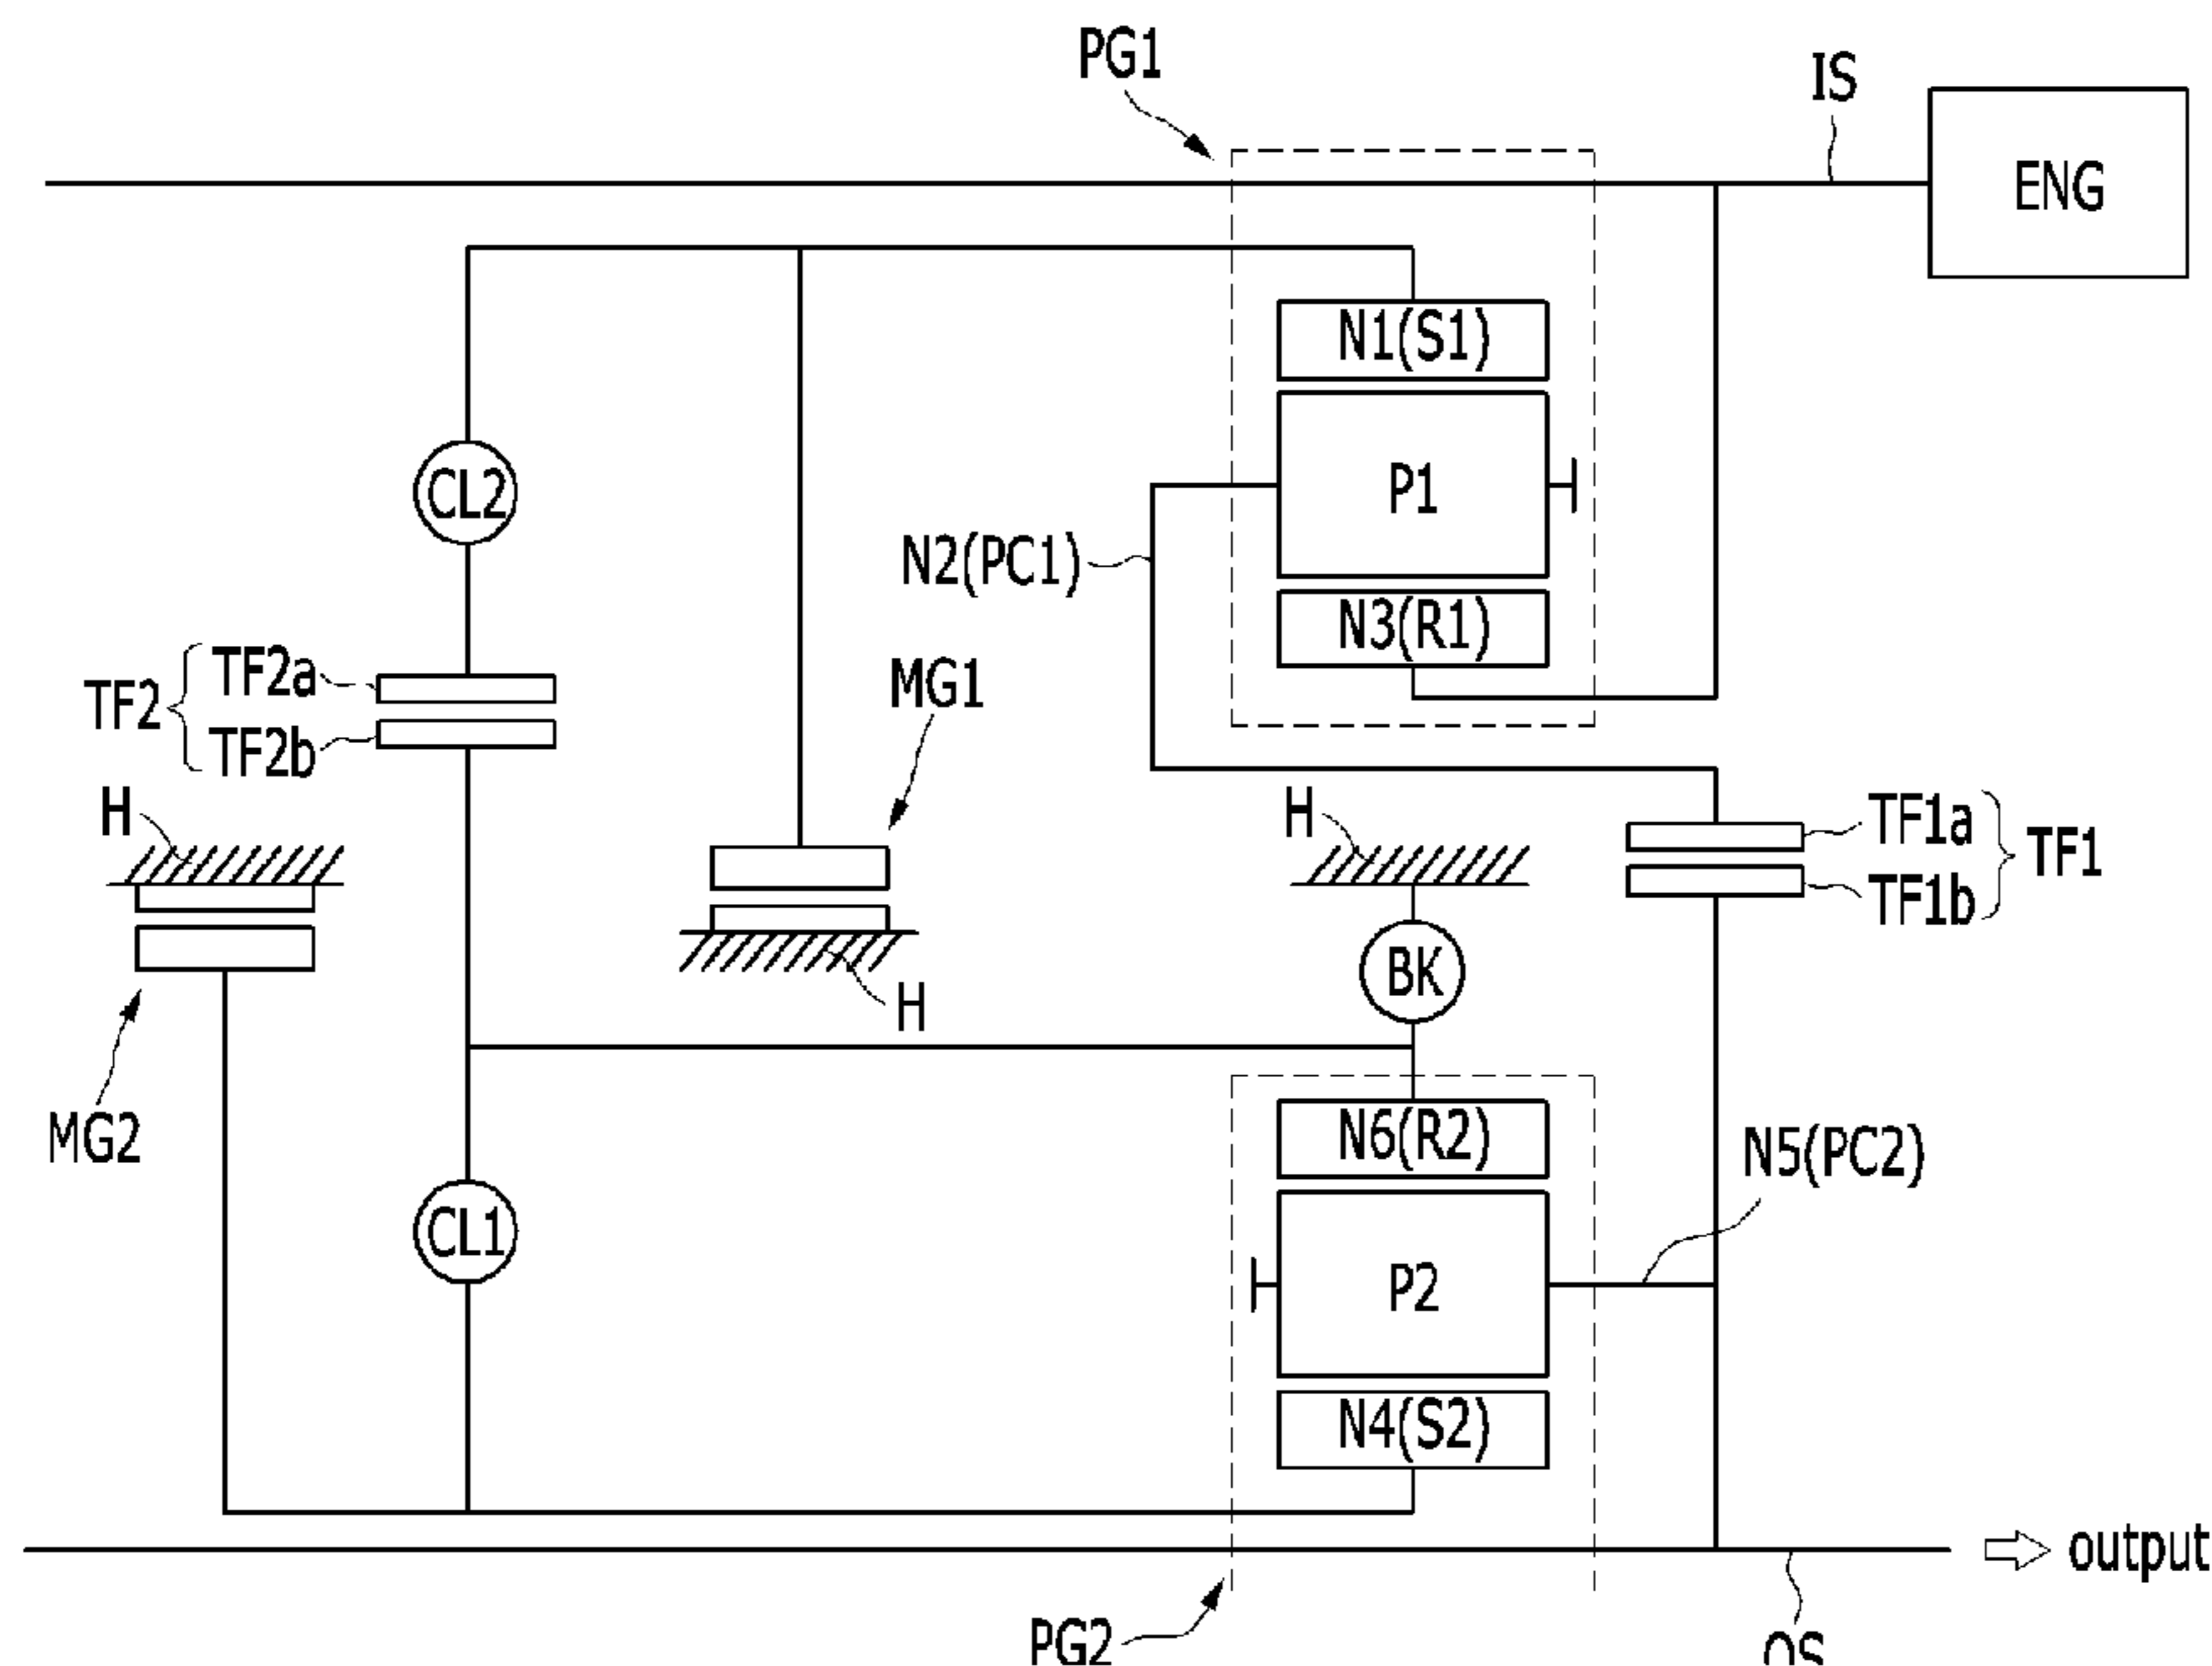 PG1
IS
ENG
N1(S1)
CL2
P1
N2(PC1)
N3(R1)
TF2
TF2a
TF2b
MG1
H
H
TF1a
TF1b
TF1
BK
H
MG2
N6(R2)
N5(PC2)
CL1
P2
N4(S2)
output
PG2
OS